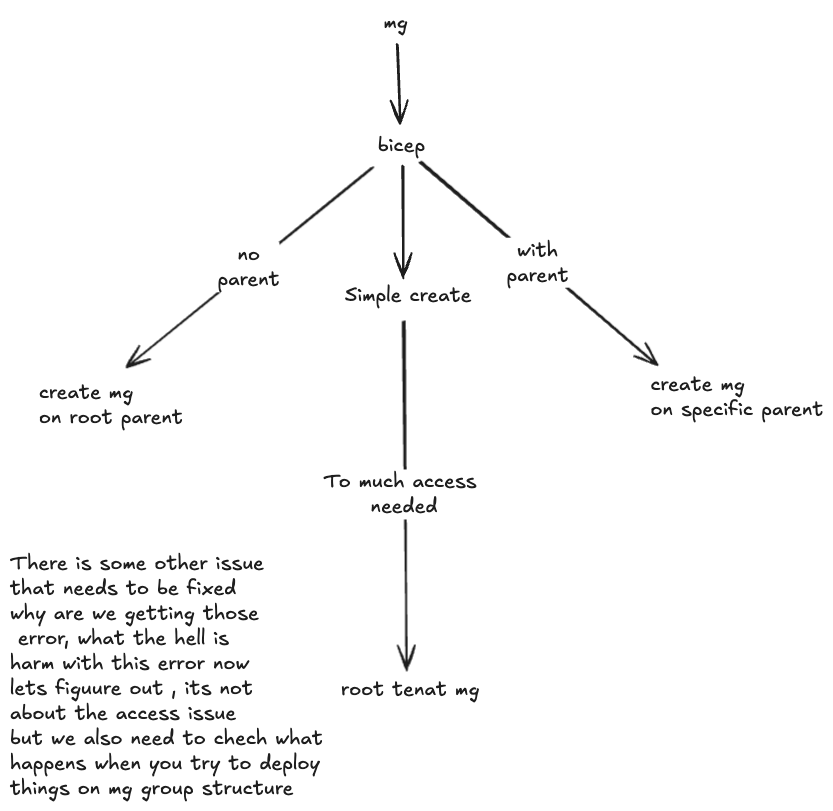 mg
bicep
no
parent
with
parent
Simple create
create mg
on root parent
create mg
on specific parent
To much access
needed
There is some other issue
that needs to be fixed
why are we getting those
error, what the hell is
harm with this error now
lets figuure out , its not
about the access issue
but we also need to chech what
happens when you try to deploy
things on mg group structure
root tenat mg